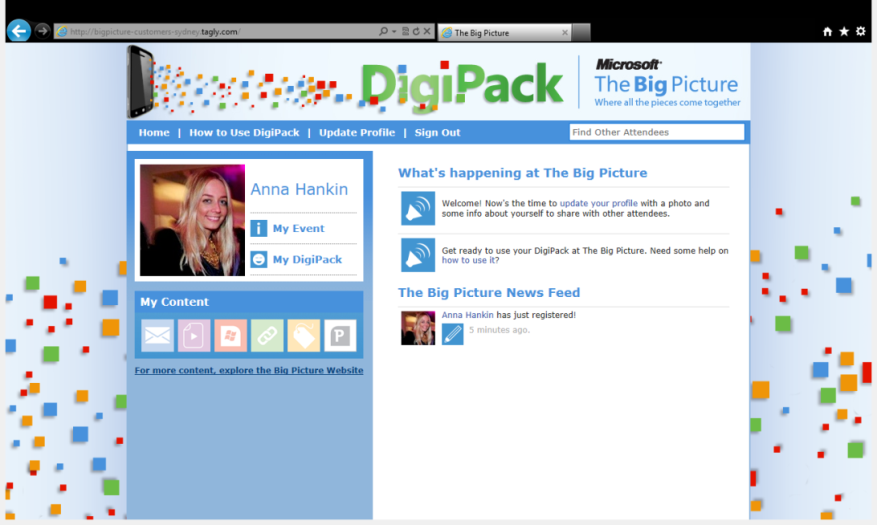 http://bigpicture-customers-sydney.tagly.com/
The Big Picture
DigiPack
Microsoft
The Big Picture
Where all the pieces come together
Home | How to Use DigiPack | Update Profile | Sign Out
Find Other Attendees
Anna Hankin
My Event
My DigiPack
My Content
P
For more content, explore the Big Picture Website
What's happening at The Big Picture
Welcome! Now's the time to update your profile with a photo and
some info about yourself to share with other attendees.
Get ready to use your DigiPack at The Big Picture. Need some help on
how to use it?
The Big Picture News Feed
Anna Hankin has just registered!
5 minutes ago.